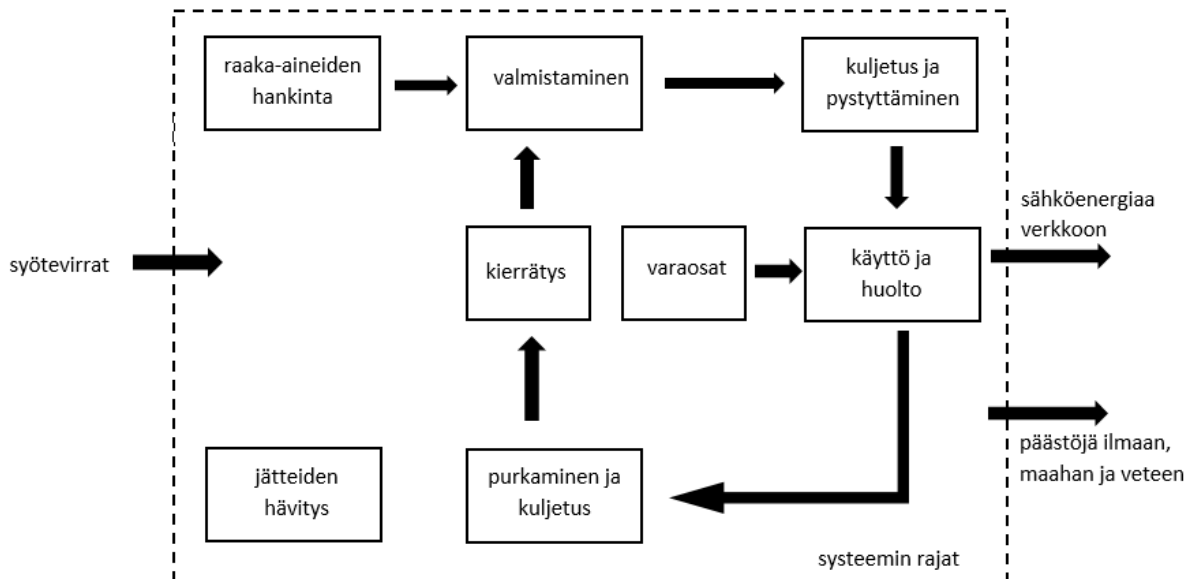 raaka-aineiden
hankinta
valmistaminen
kuljetus ja
pystyttäminen
syötevirrat
kierrätys
varaosat
käyttö ja
huolto
sähköenergiaa
verkkoon
jätteiden
hävitys
purkaminen ja
kuljetus
päästöjä ilmaan,
maahan ja veteen
systeemin rajat